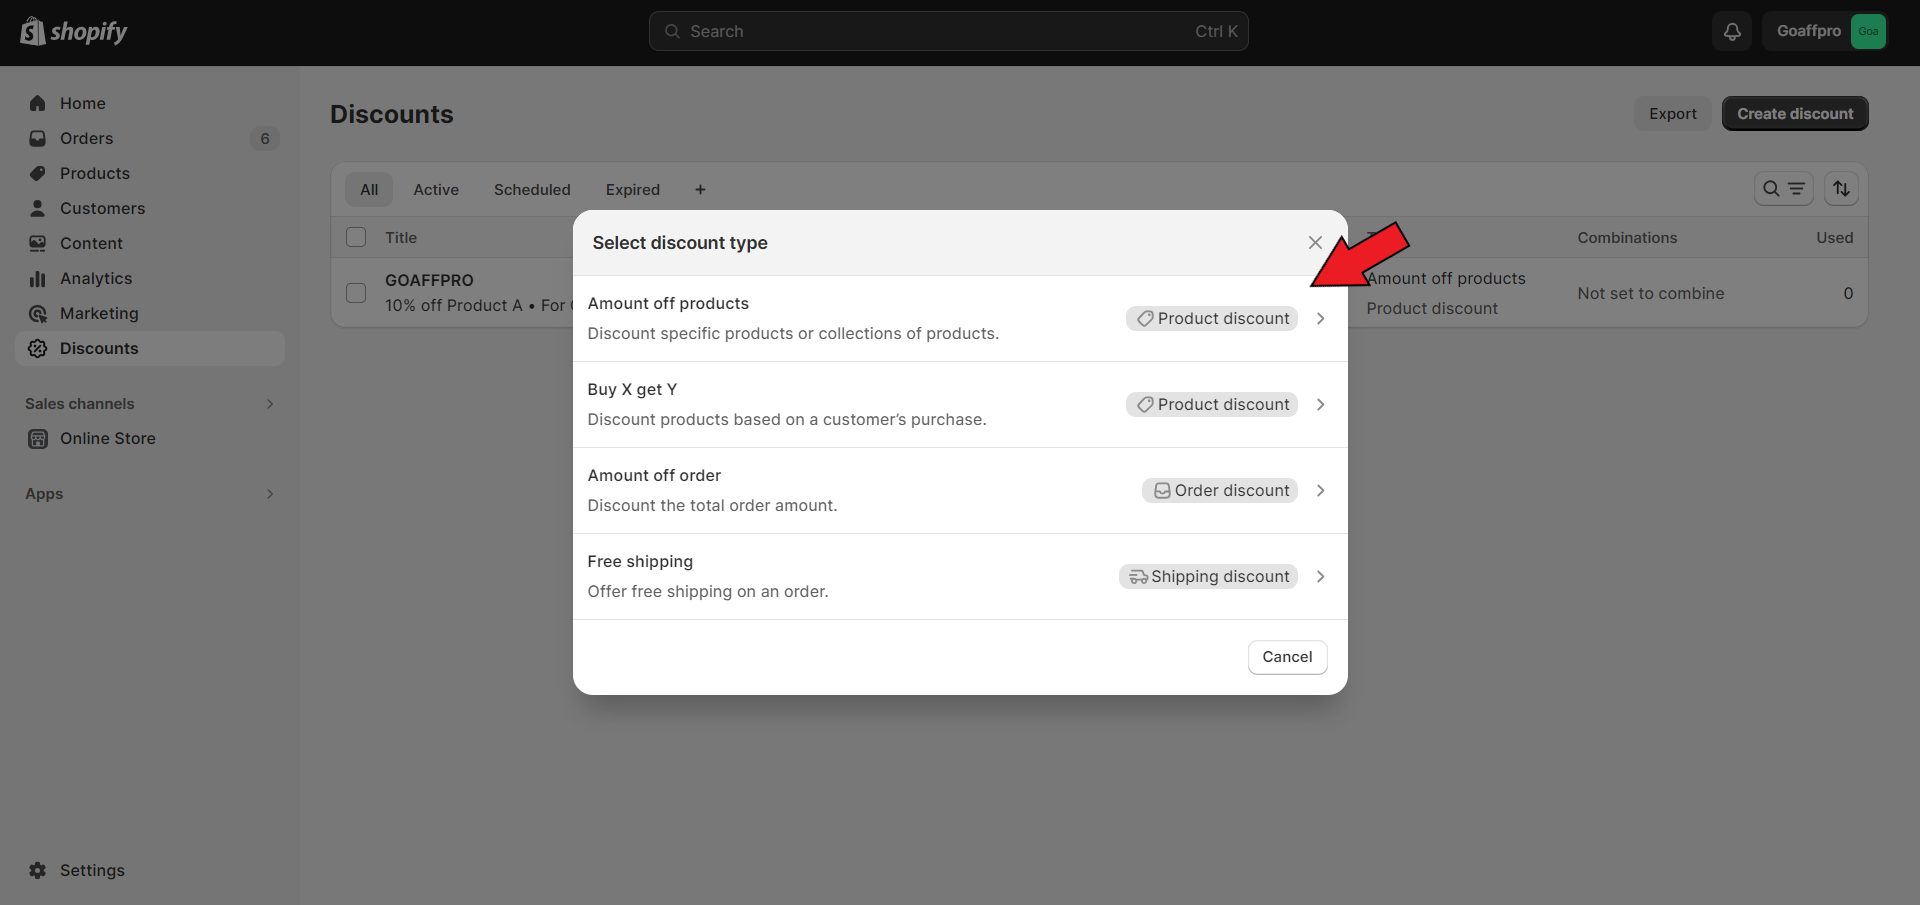 shopify
Search
Ctrl K
Goaffpro
Goa
Home
Orders
6
Products
Customers
Content
Analytics
Marketing
Discounts
Sales channels
Online Store
Apps
Settings
Discounts
Export
Create discount
All
Active
Scheduled
Expired
+
Title
Combinations
Used
GOAFFPRO
10% off Product A • For
Amount off products
Product discount
Not set to combine
0
Select discount type
Amount off products
Discount specific products or collections of products.
Product discount
Buy X get Y
Discount products based on a customer’s purchase.
Product discount
Amount off order
Discount the total order amount.
Order discount
Free shipping
Offer free shipping on an order.
Shipping discount
Cancel